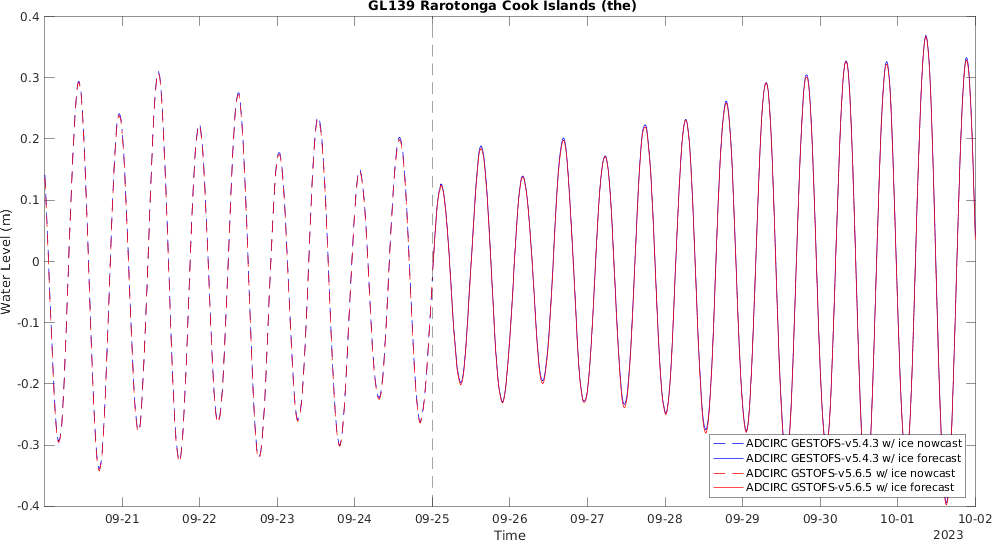 GL139 Rarotonga Cook Islands (the)
0.4
0.3
0.2
0.1
0
-0.1
-0.2
-0.3
-0.4
Water Level (m)
ADCIRC GESTOFS-v5.4.3 w/ ice nowcast
ADCIRC GESTOFS-v5.4.3 w/ ice forecast
ADCIRC GSTOFS-v5.6.5 w/ ice nowcast
ADCIRC GSTOFS-v5.6.5 w/ ice forecast
09-21 09-22 09-23 09-24 09-25 09-26 09-27 09-28 09-29 09-30 10-01 10-02
Time
2023